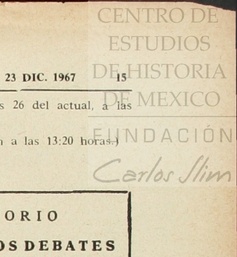 CENTRO DE
ESTUDIOS
DE HISTORIA
DE MEXICO
FUNDACIÓN
Carlos Slim
23 DIC. 1967 15
26 del actual, a las
a las 13:20 horas.)
ORIO
OS DEBATES